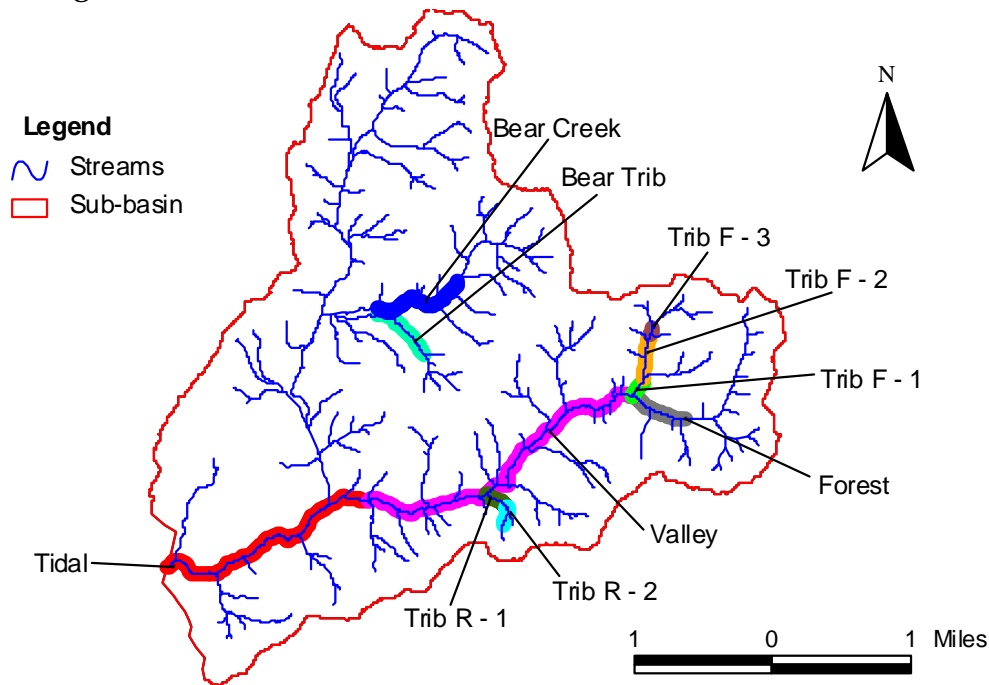 Bear Creek
N
Legend
Bear Trib
Streams
Sub-basin
Trib F - 3
Trib F - 2
Trib F - 1
Forest
Valley
Tidal
Trib R - 2
Trib R - 1
1 0 1 Miles